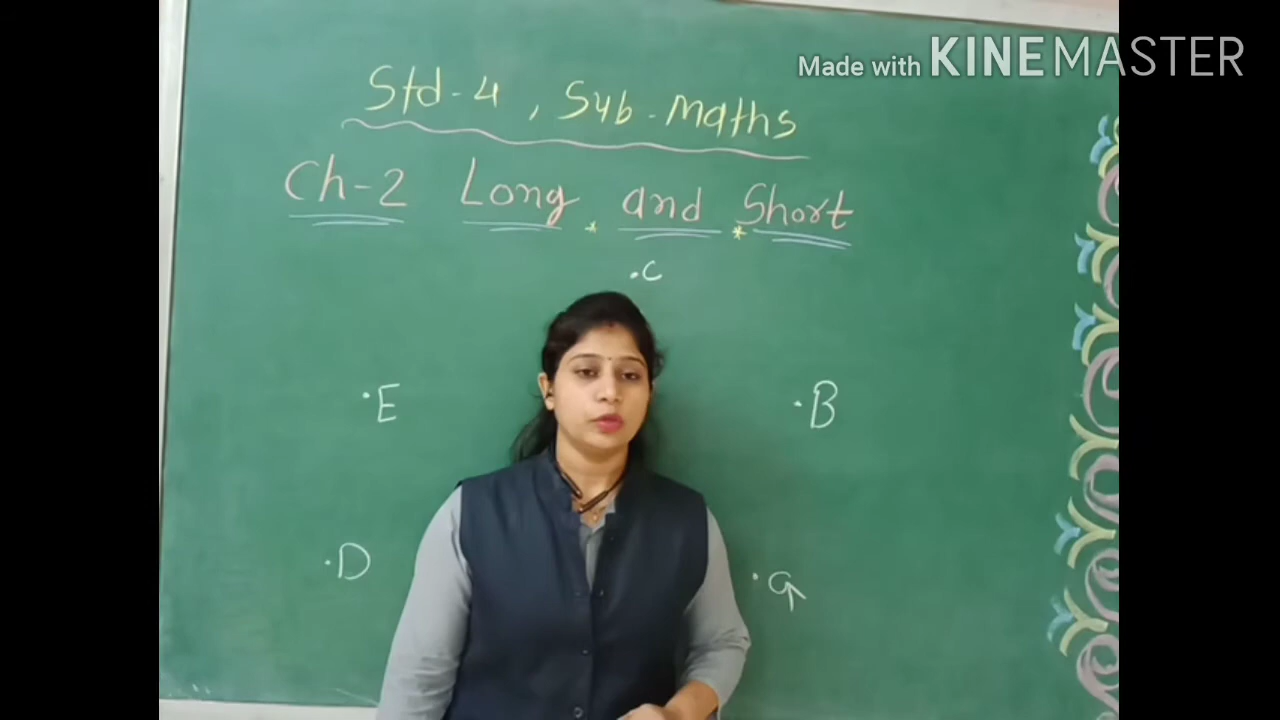 Made with KINEMASTER
Std-4, Sub-Maths
Ch-2 Long and Short
.C
.E
.B
.D
.G